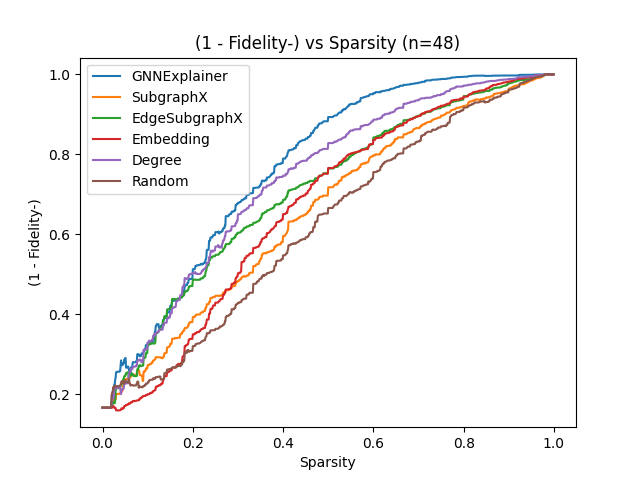 (1 - Fidelity-) vs Sparsity (n=48)
GNNExplainer
SubgraphX
EdgeSubgraphX
Embedding
Degree
Random
(1 - Fidelity-)
1.0
0.8
0.6
0.4
0.2
0.0 0.2 0.4 0.6 0.8 1.0
Sparsity